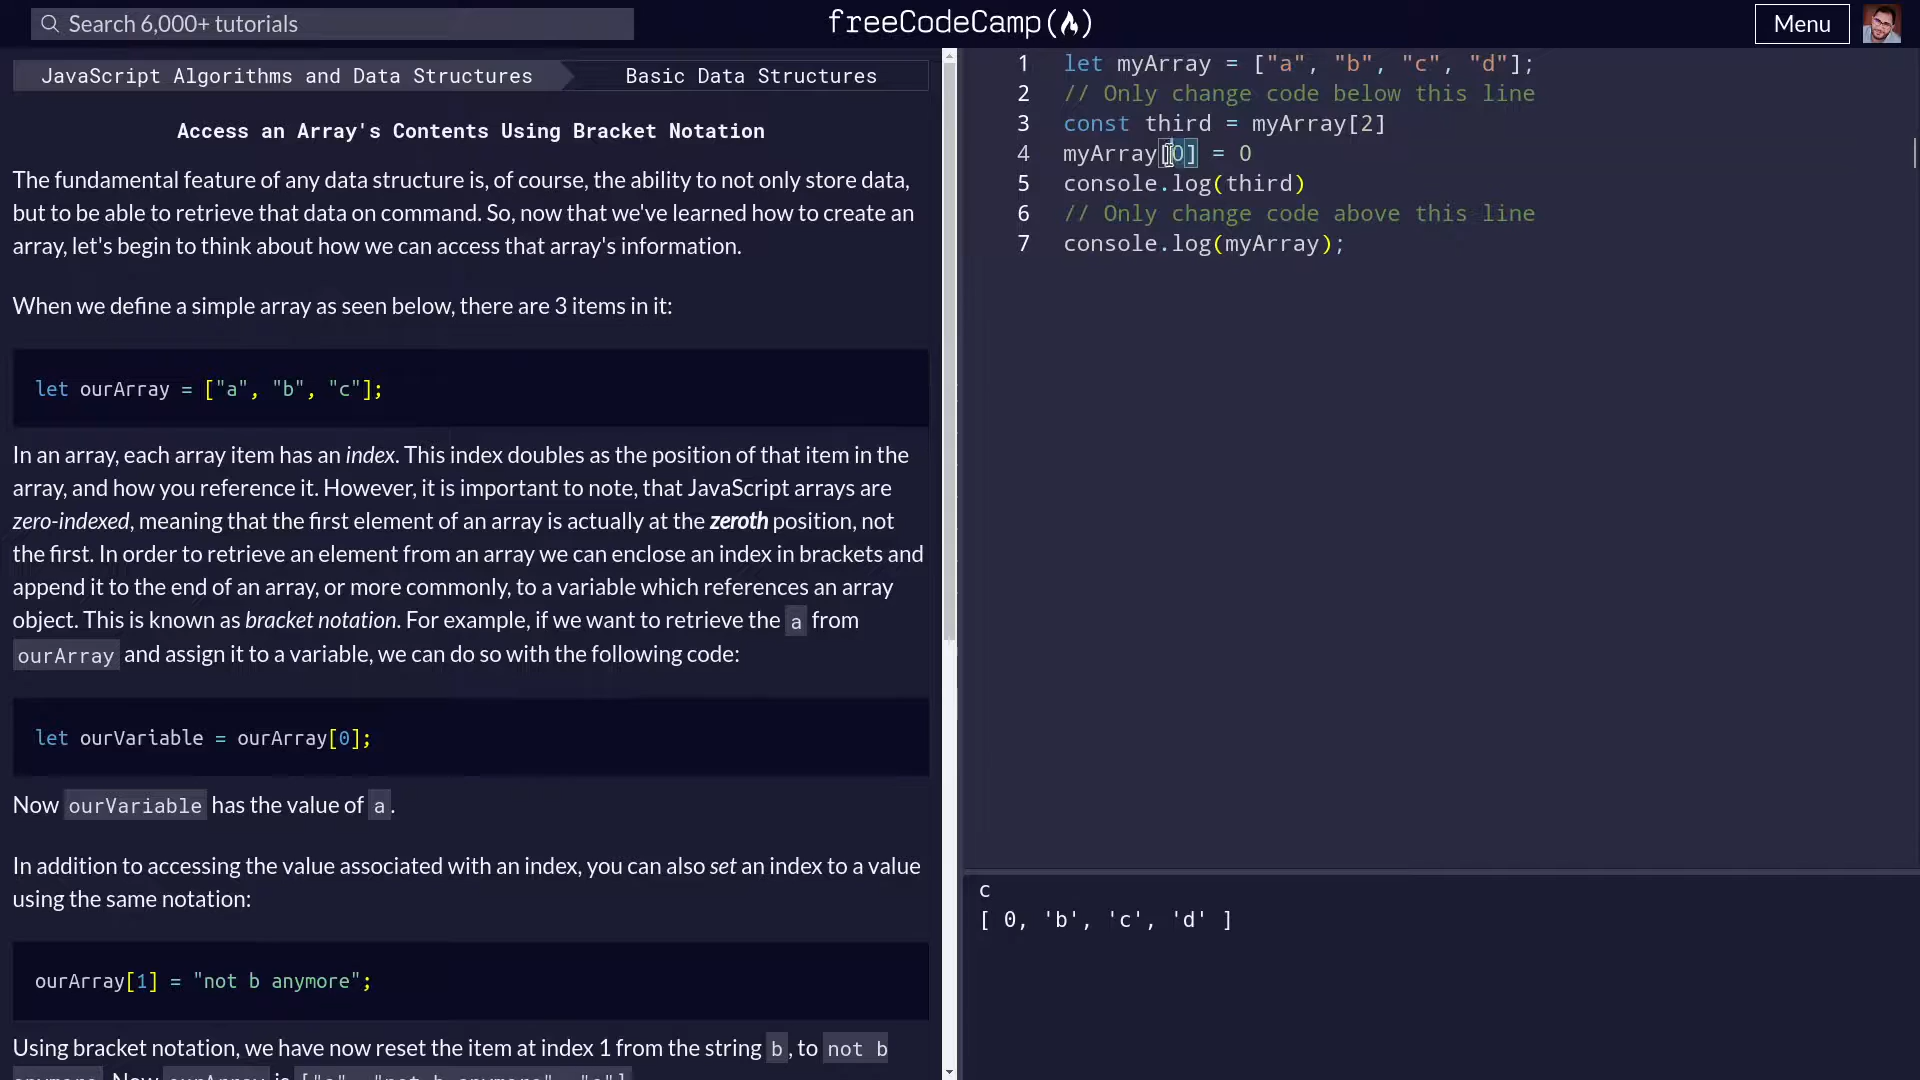 Search 6,000+ tutorials
freeCodeCamp
Menu
JavaScript Algorithms and Data Structures
Basic Data Structures
Access an Array's Contents Using Bracket Notation
The fundamental feature of any data structure is, of course, the ability to not only store data,
but to be able to retrieve that data on command. So, now that we've learned how to create an
array, let's begin to think about how we can access that array's information.
When we define a simple array as seen below, there are 3 items in it:
let ourArray = ["a", "b", "c"];
In an array, each array item has an index. This index doubles as the position of that item in the
array, and how you reference it. However, it is important to note, that JavaScript arrays are
zero-indexed, meaning that the first element of an array is actually at the zeroth position, not
the first. In order to retrieve an element from an array we can enclose an index in brackets and
append it to the end of an array, or more commonly, to a variable which references an array
object. This is known as bracket notation. For example, if we want to retrieve the a from
ourArray and assign it to a variable, we can do so with the following code:
let ourVariable = ourArray[0];
Now ourVariable has the value of a.
In addition to accessing the value associated with an index, you can also set an index to a value
using the same notation:
ourArray[1] = "not b anymore";
Using bracket notation, we have now reset the item at index 1 from the string b, to not b
anymore. Now ourArray is ["a", "not b anymore", "c"]
1 let myArray = ["a", "b", "c", "d"];
2 // Only change code below this line
3 const third = myArray[2]
4 myArray[0] = 0
5 console.log(third)
6 // Only change code above this line
7 console.log(myArray);
c
[ 0, 'b', 'c', 'd' ]